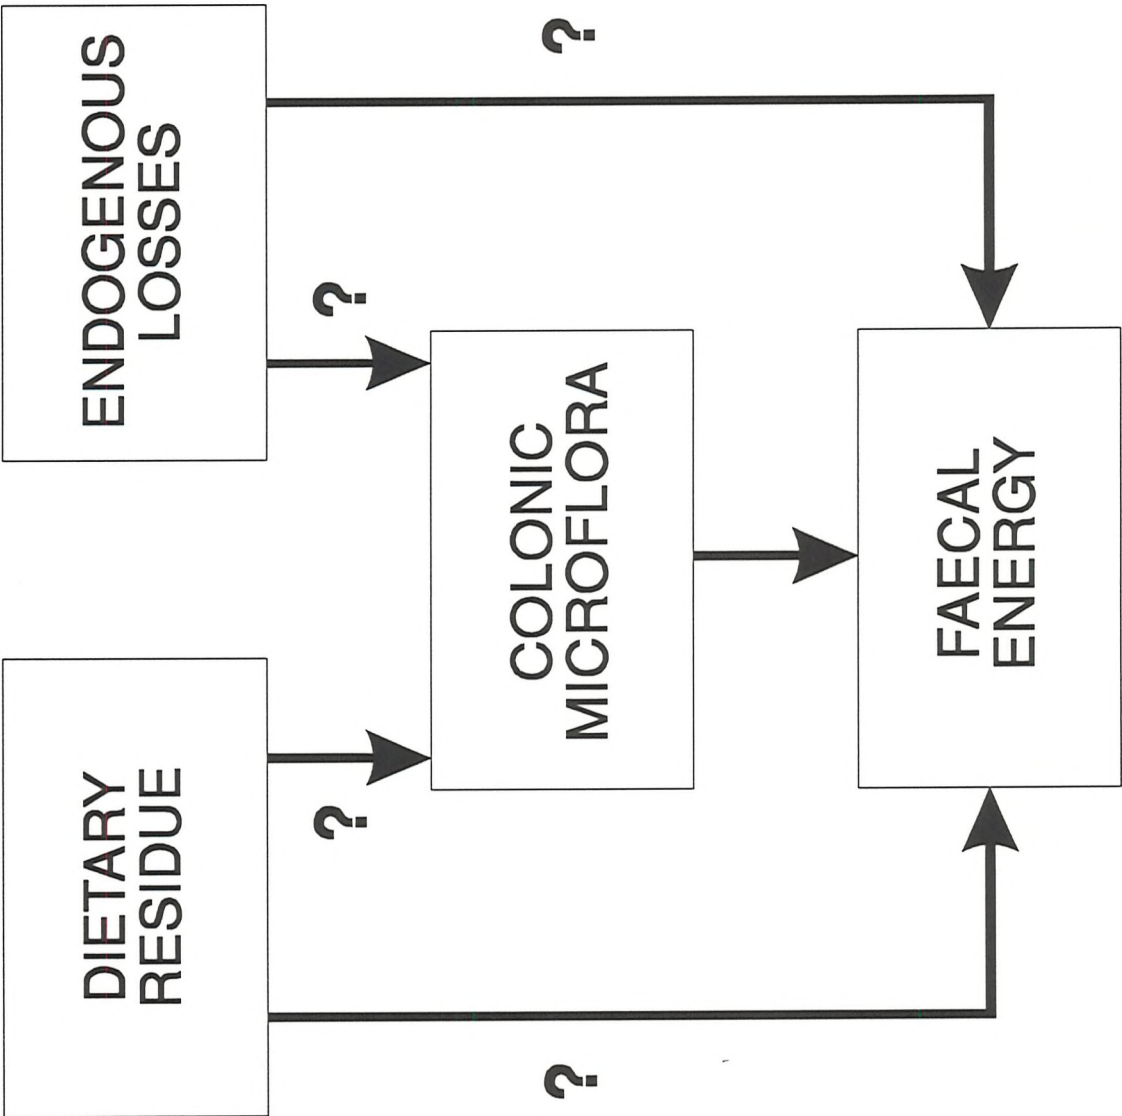 DIETARY
RESIDUE
ENDOGENOUS
LOSSES
?
?
?
?
COLONIC
MICROFLORA
FAECAL
ENERGY